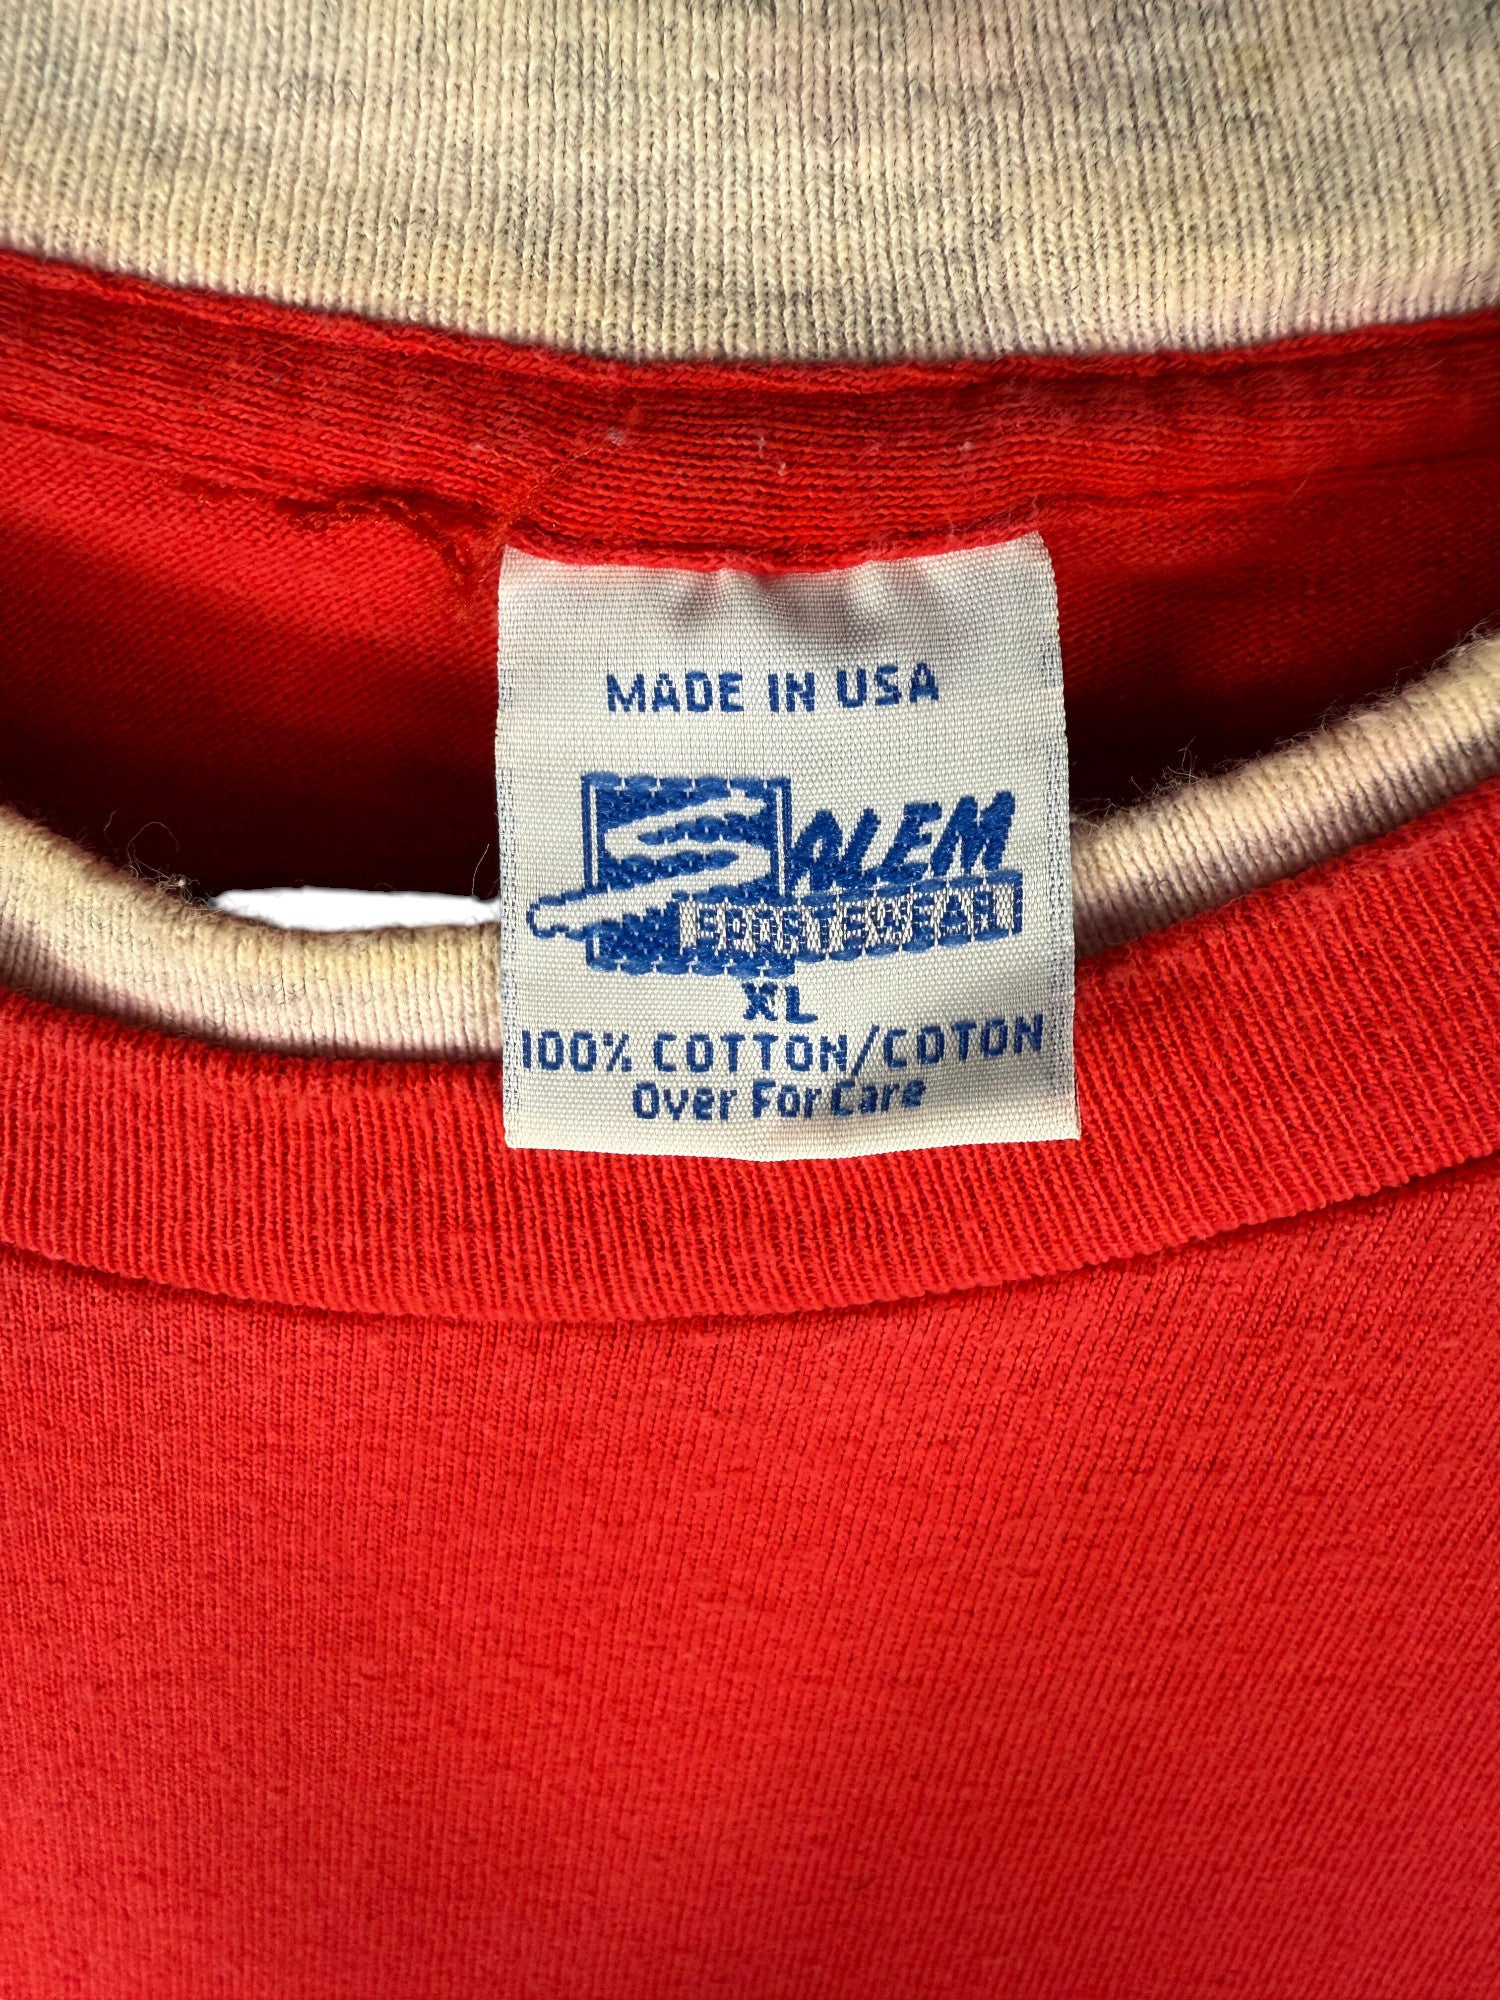 MADE IN USA
SALEM
SPORTSWEAR
XL
100% COTTON/COTON
Over For Care